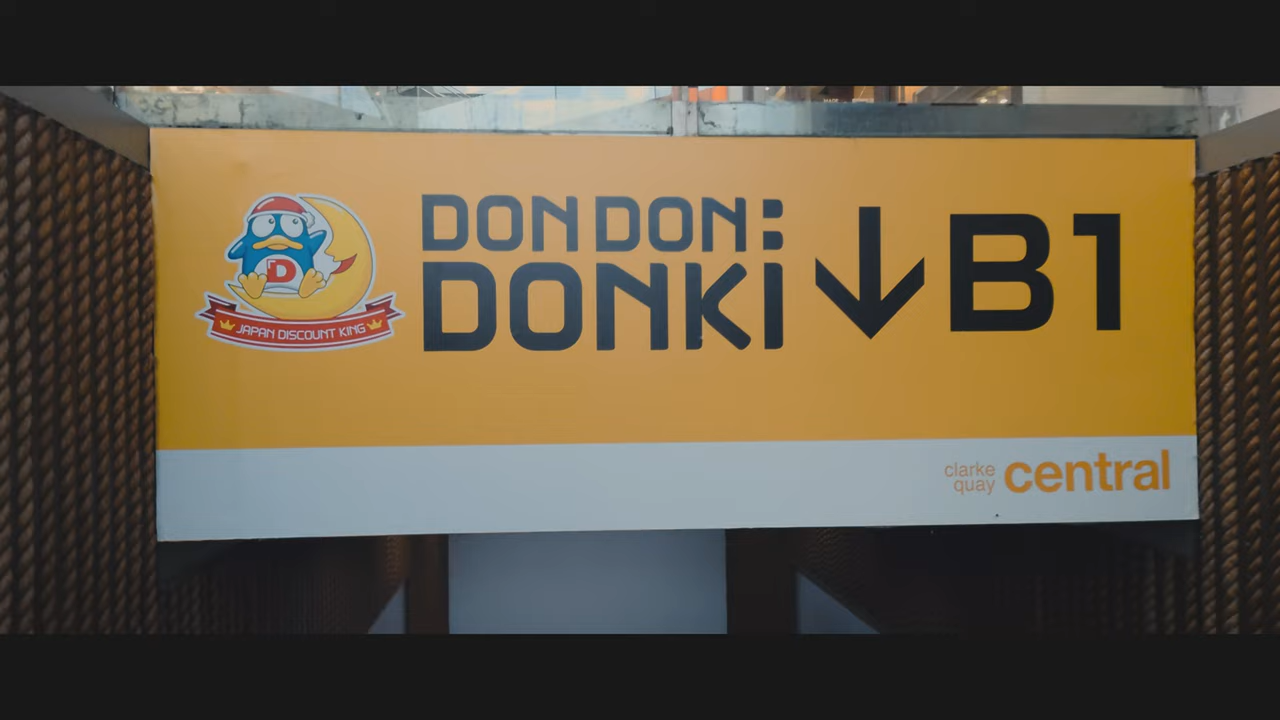 DON DON:
DONKI
↓ B1
D
JAPAN DISCOUNT KING
clarke
quay
central